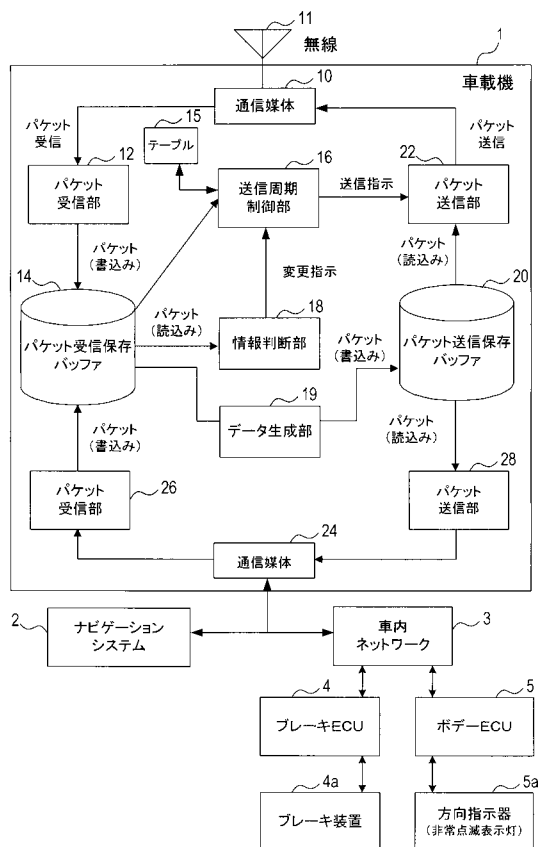 11
無線
1
車載機
10
通信媒体
パケット
受信
15
テーブル
パケット
送信
12
パケット
受信部
16
送信周期
制御部
送信指示
22
パケット
送信部
パケット
(書込み)
変更指示
パケット
(読込み)
14
パケット受信保存
バッファ
パケット
(読込み)
18
情報判断部
パケット
(書込み)
20
パケット送信保存
バッファ
19
データ生成部
パケット
(書込み)
パケット
(読込み)
パケット
受信部
26
28
パケット
送信部
24
通信媒体
2
ナビゲーション
システム
車内
ネットワーク
3
4
ブレーキECU
5
ボデーECU
4a
ブレーキ装置
5a
方向指示器
(非常点滅表示灯)